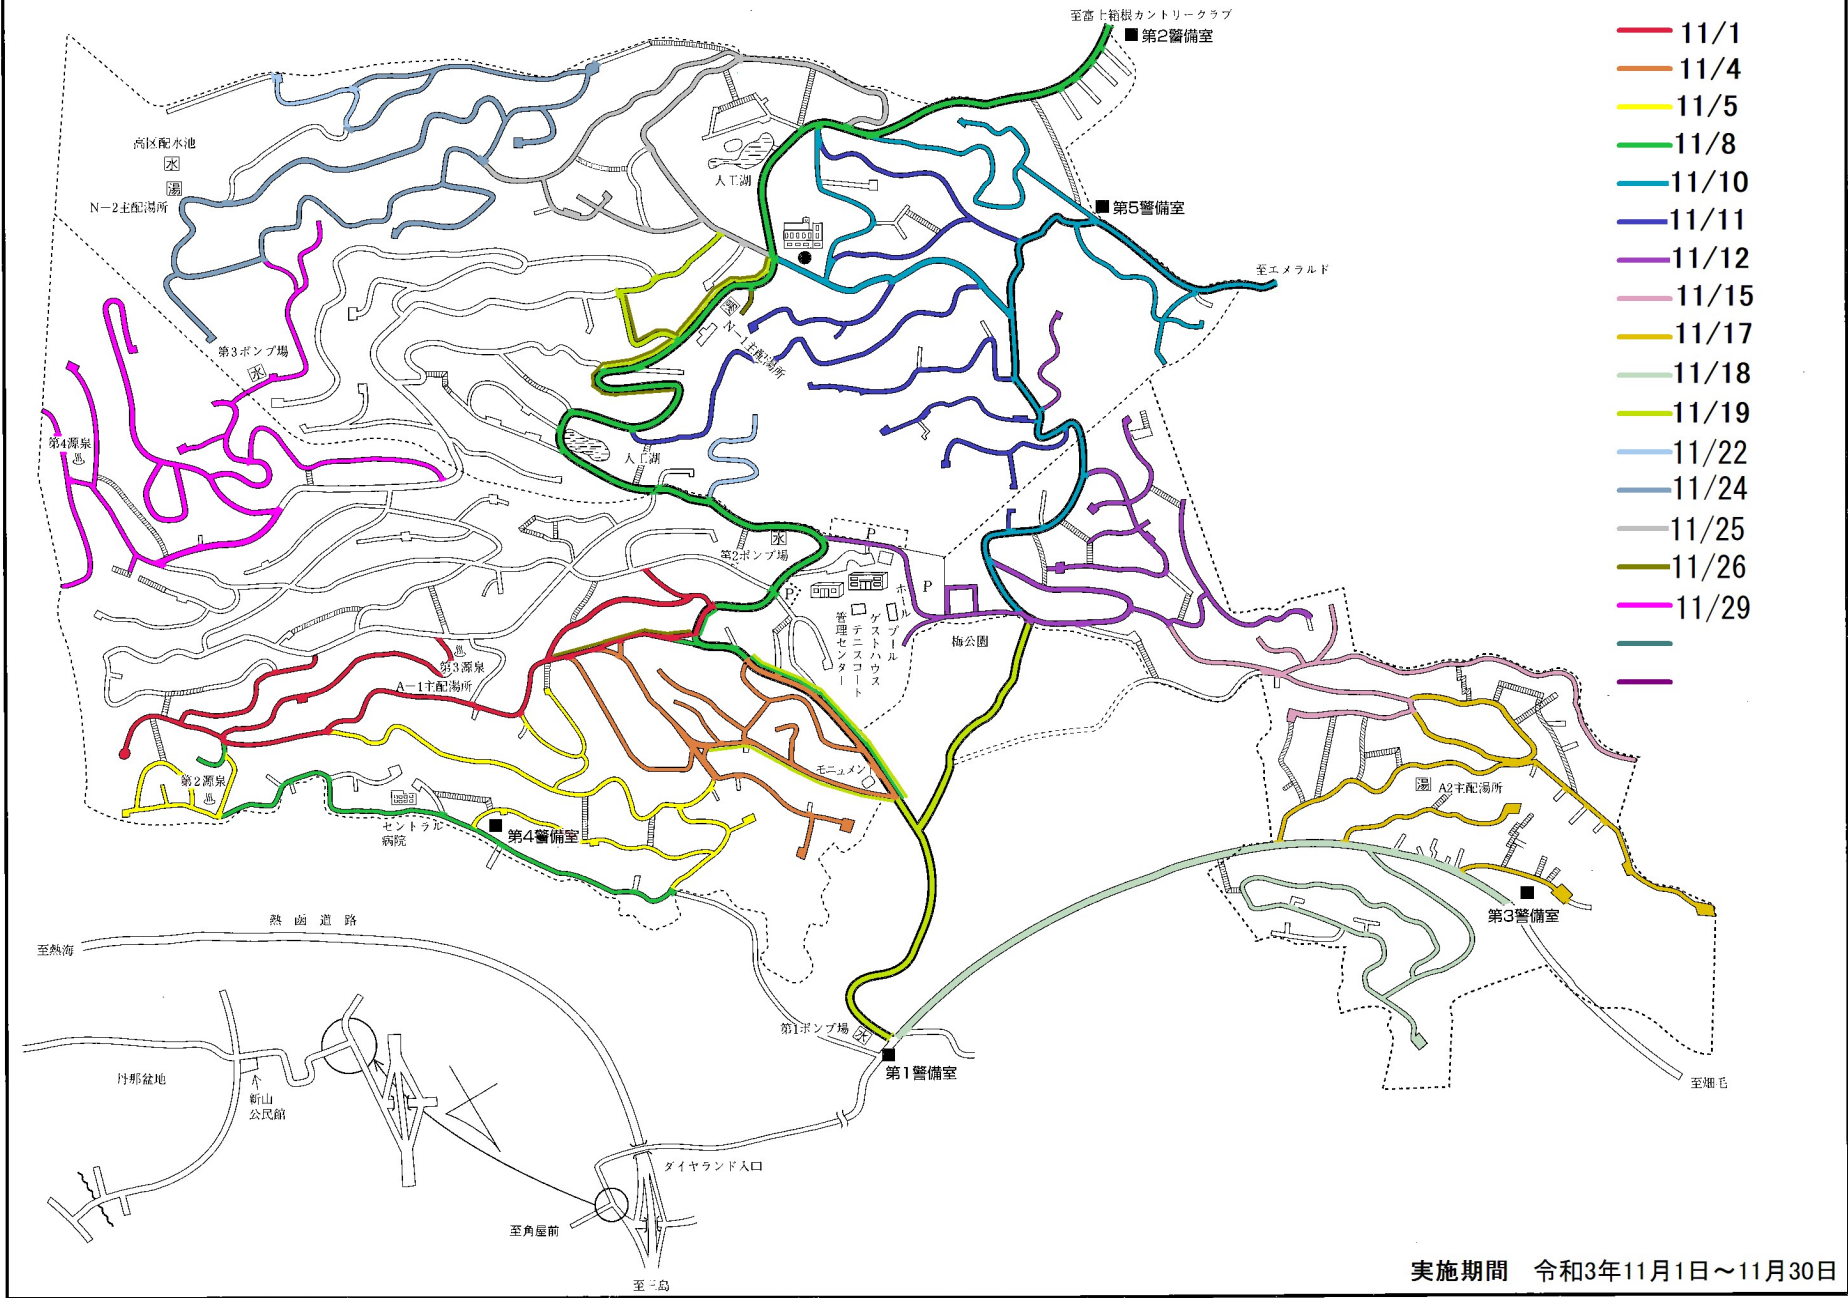 至富士箱根カントリークラブ
■第2警備室
高区配水池
水
湯
N-2主配湯所
人工湖
■第5警備室
至エメラルド
第3ポンプ場
水
湯
N-1主配湯所
第4源泉
人工湖
水
第2ポンプ場
P
P
P
ホール
プール
ゲストハウス
テニスコート
管理センター
梅公園
第3源泉
A-1主配湯所
第2源泉
モニュメント
セントラル
病院
■第4警備室
湯 A2主配湯所
■第3警備室
熱函道路
至熱海
第1ポンプ場 水
■第1警備室
至畑毛
丹那盆地
新山
公民館
ダイヤランド入口
至角屋前
至三島
11/1
11/4
11/5
11/8
11/10
11/11
11/12
11/15
11/17
11/18
11/19
11/22
11/24
11/25
11/26
11/29
実施期間 令和3年11月1日~11月30日